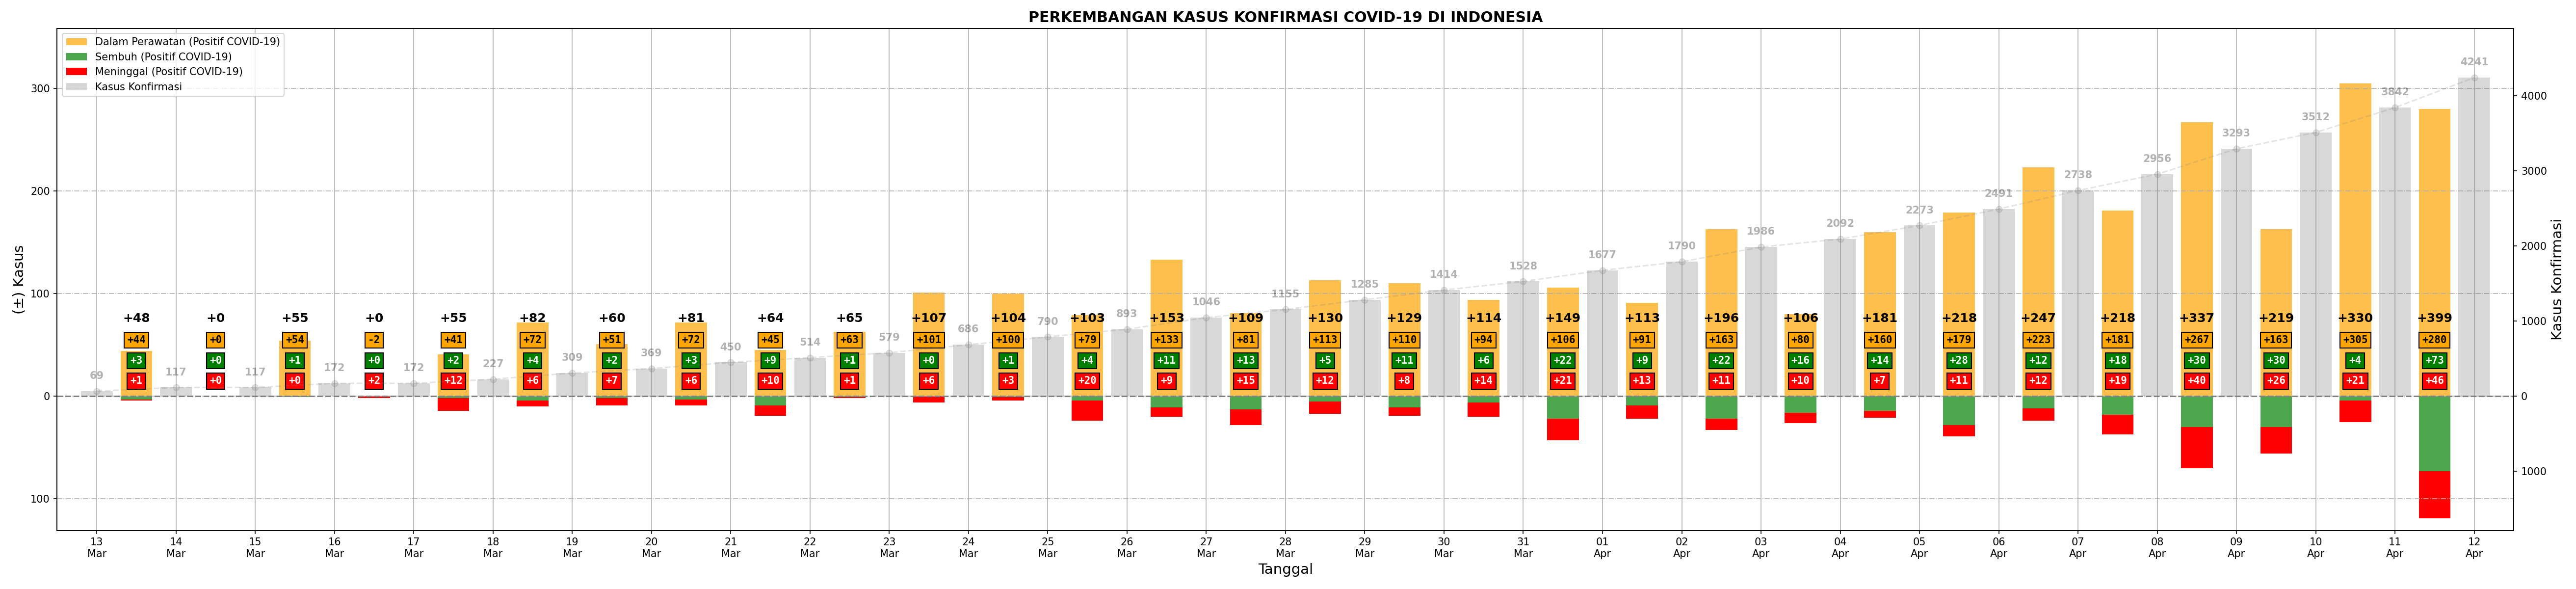 PERKEMBANGAN KASUS KONFIRMASI COVID-19 DI INDONESIA
Dalam Perawatan (Positif COVID-19)
Sembuh (Positif COVID-19)
Meninggal (Positif COVID-19)
Kasus Konfirmasi
(±) Kasus
300
200
100
0
100
4000
3000
2000
1000
0
1000
Kasus Konfirmasi
69 117 117 172 172 227 309 369 450 514 579 686 790 893 1046 1155 1285 1414 1528 1677 1790 1986 2092 2273 2491 2738 2956 3293 3512 3842 4241
+48 +0 +55 +0 +55 +82 +60 +81 +64 +65 +107 +104 +103 +153 +109 +130 +129 +114 +149 +113 +196 +106 +181 +218 +247 +218 +337 +219 +330 +399
+44 +0 +54 -2 +41 +72 +51 +72 +45 +63 +101 +100 +79 +133 +81 +113 +110 +94 +106 +91 +163 +80 +160 +179 +223 +181 +267 +163 +305 +280
+3 +0 +1 +0 +2 +4 +2 +3 +9 +1 +0 +1 +4 +11 +13 +5 +11 +6 +22 +9 +22 +16 +14 +28 +12 +18 +30 +30 +4 +73
+1 +0 +0 +2 +12 +6 +7 +6 +10 +1 +6 +3 +20 +9 +15 +12 +8 +14 +21 +13 +11 +10 +7 +11 +12 +19 +40 +26 +21 +46
13 14 15 16 17 18 19 20 21 22 23 24 25 26 27 28 29 30 31 01 02 03 04 05 06 07 08 09 10 11 12
Mar Mar Mar Mar Mar Mar Mar Mar Mar Mar Mar Mar Mar Mar Mar Mar Mar Mar Mar Apr Apr Apr Apr Apr Apr Apr Apr Apr Apr Apr Apr
Tanggal